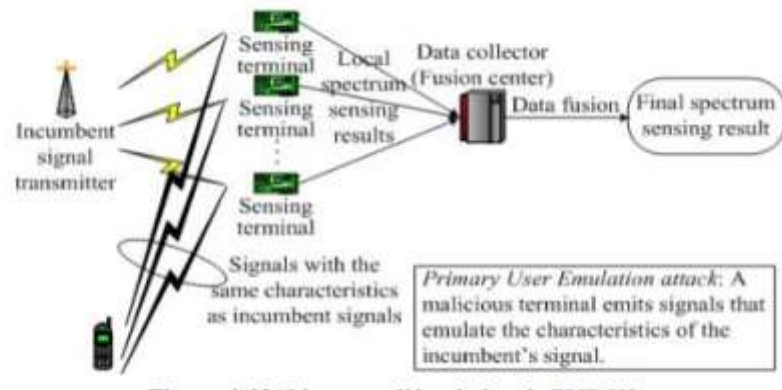 Sensing
terminal
Sensing
terminal
Sensing
terminal
Local
spectrum
sensing
results
Data collector
(Fusion center)
Data fusion
Final spectrum
sensing result
Incumbent
signal
transmitter
Signals with the
same characteristics
as incumbent signals
Primary User Emulation attack: A
malicious terminal emits signals that
emulate the characteristics of the
incumbent's signal.